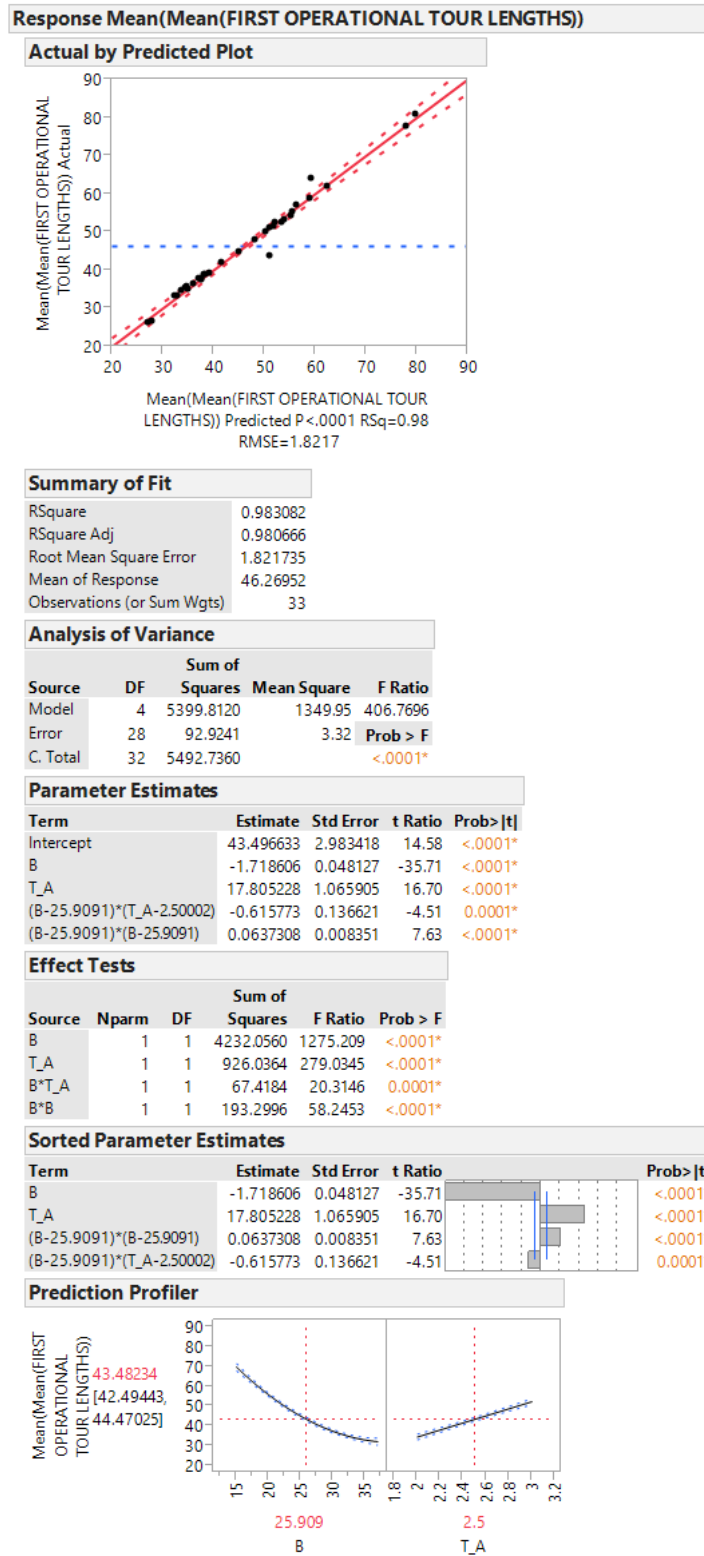 Response Mean(Mean(FIRST OPERATIONAL TOUR LENGTHS))
Actual by Predicted Plot
Mean(Mean(FIRST OPERATIONAL
TOUR LENGTHS)) Actual
90
80
70
60
50
40
30
20
20 30 40 50 60 70 80 90
Mean(Mean(FIRST OPERATIONAL TOUR
LENGTHS)) Predicted P<.0001 RSq=0.98
RMSE=1.8217
Summary of Fit
RSquare 0.983082
RSquare Adj 0.980666
Root Mean Square Error 1.821735
Mean of Response 46.26952
Observations (or Sum Wgts) 33
Analysis of Variance
Sum of
Source DF Squares Mean Square F Ratio
Model 4 5399.8120 1349.95 406.7696
Error 28 92.9241 3.32 Prob > F
C. Total 32 5492.7360 <.0001*
Parameter Estimates
Term Estimate Std Error t Ratio Prob>|t|
Intercept 43.496633 2.983418 14.58 <.0001*
B -1.718606 0.048127 -35.71 <.0001*
T_A 17.805228 1.065905 16.70 <.0001*
(B-25.9091)*(T_A-2.50002) -0.615773 0.136621 -4.51 0.0001*
(B-25.9091)*(B-25.9091) 0.0637308 0.008351 7.63 <.0001*
Effect Tests
Sum of
Source Nparm DF Squares F Ratio Prob > F
B 1 1 4232.0560 1275.209 <.0001*
T_A 1 1 926.0364 279.0345 <.0001*
B*T_A 1 1 67.4184 20.3146 0.0001*
B*B 1 1 193.2996 58.2453 <.0001*
Sorted Parameter Estimates
Term Estimate Std Error t Ratio Prob>|t
B -1.718606 0.048127 -35.71 <.0001
T_A 17.805228 1.065905 16.70 <.0001
(B-25.9091)*(B-25.9091) 0.0637308 0.008351 7.63 <.0001
(B-25.9091)*(T_A-2.50002) -0.615773 0.136621 -4.51 0.0001
Prediction Profiler
Mean(Mean(FIRST
OPERATIONAL
TOUR LENGTHS))
43.48234
[42.49443,
44.47025]
90
80
70
60
50
40
30
20
15 20 25 30 35 1.8 2 2.2 2.4 2.6 2.8 3 3.2
25.909 2.5
B T_A